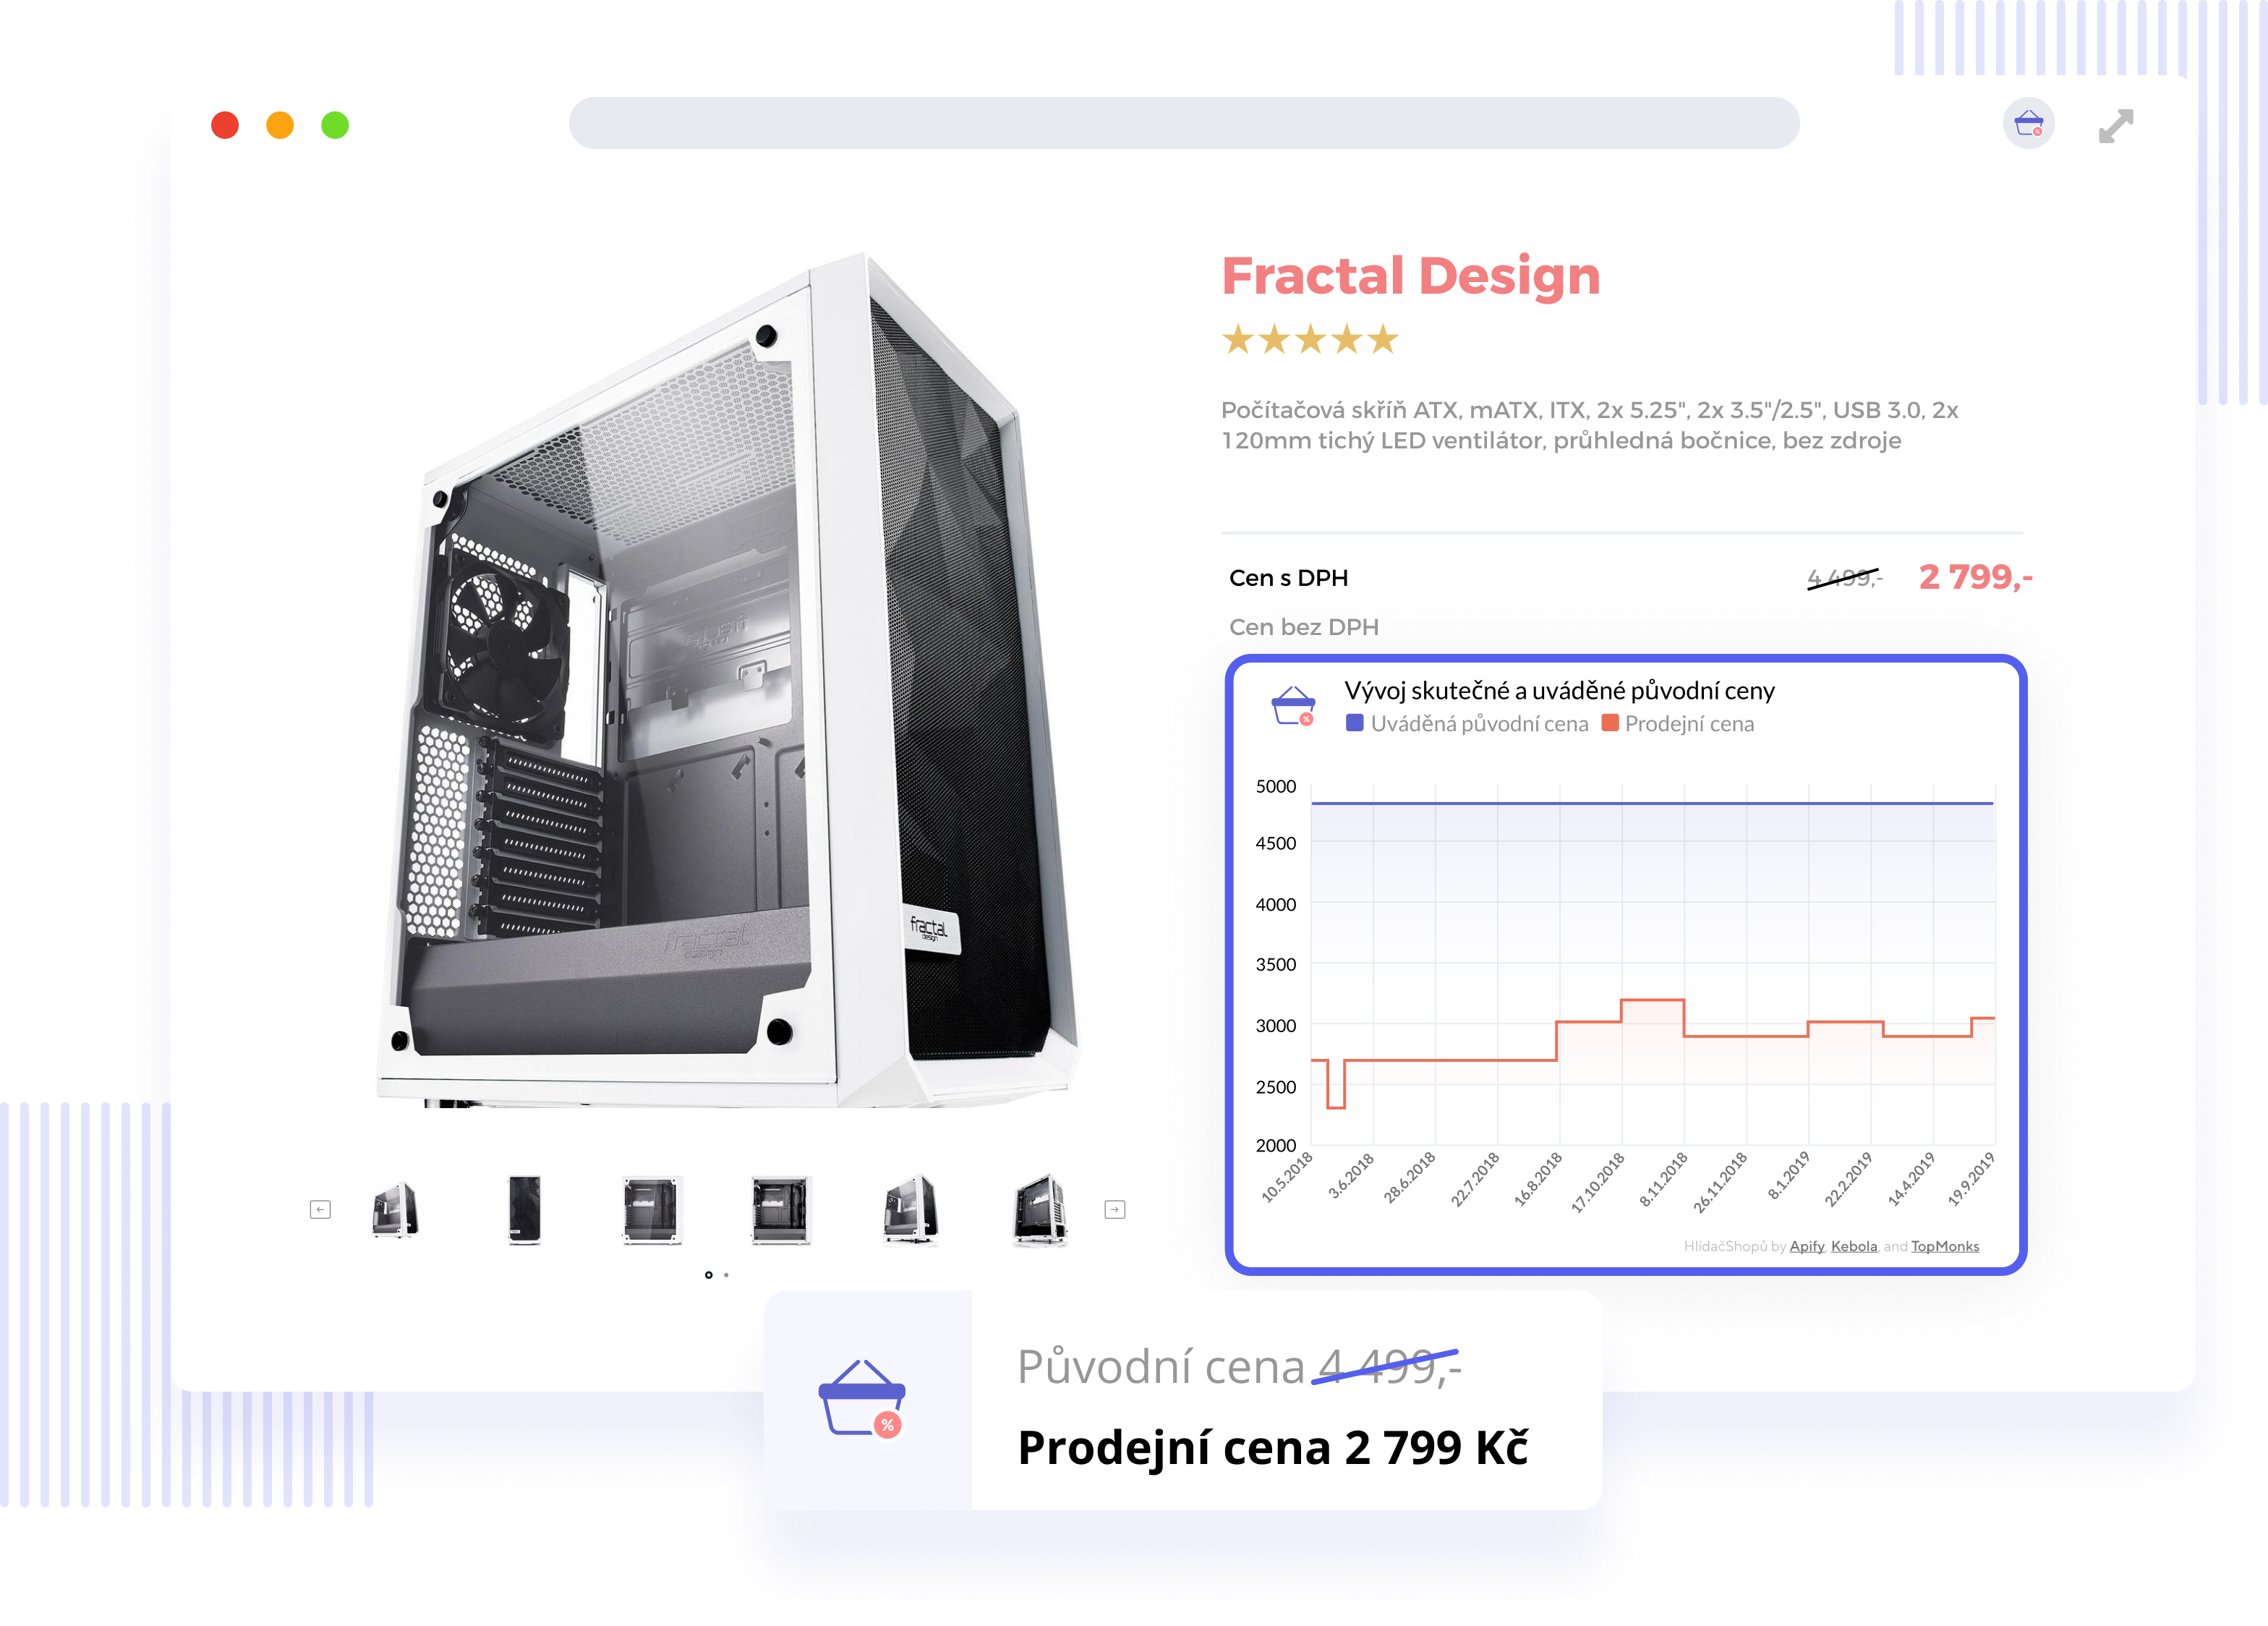 Fractal Design
Počítačová skříň ATX, mATX, ITX, 2x 5.25", 2x 3.5"/2.5", USB 3.0, 2x
120mm tichý LED ventilátor, průhledná bočnice, bez zdroje
Cen s DPH 4 499,- 2 799,-
Cen bez DPH
Vývoj skutečné a uváděné původní ceny
Uváděná původní cena Prodejní cena
5000
4500
4000
3500
3000
2500
2000
10.5.2018 3.6.2018 28.6.2018 22.7.2018 16.8.2018 17.10.2018 8.11.2018 26.11.2018 8.1.2019 22.2.2019 14.4.2019 19.9.2019
HlídačShopů by Apify, Kebola, and TopMonks
fractal
design
fractal
design
%
Původní cena 4 499,-
Prodejní cena 2 799 Kč